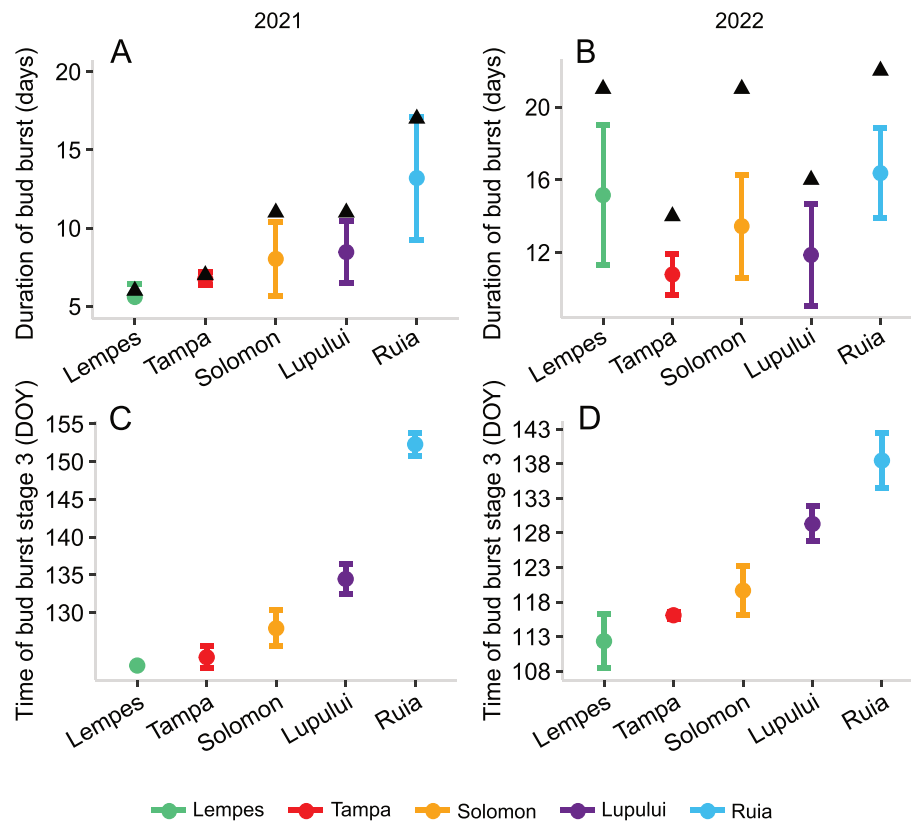 2021
2022
A
B
Duration of bud burst (days)
20
15
10
5
Lempes
Tampa
Solomon
Lupului
Ruia
Duration of bud burst (days)
20
16
12
Lempes
Tampa
Solomon
Lupului
Ruia
C
D
Time of bud burst stage 3 (DOY)
155
150
145
140
135
130
Lempes
Tampa
Solomon
Lupului
Ruia
Time of bud burst stage 3 (DOY)
143
138
133
128
123
118
113
108
Lempes
Tampa
Solomon
Lupului
Ruia
Lempes Tampa Solomon Lupului Ruia